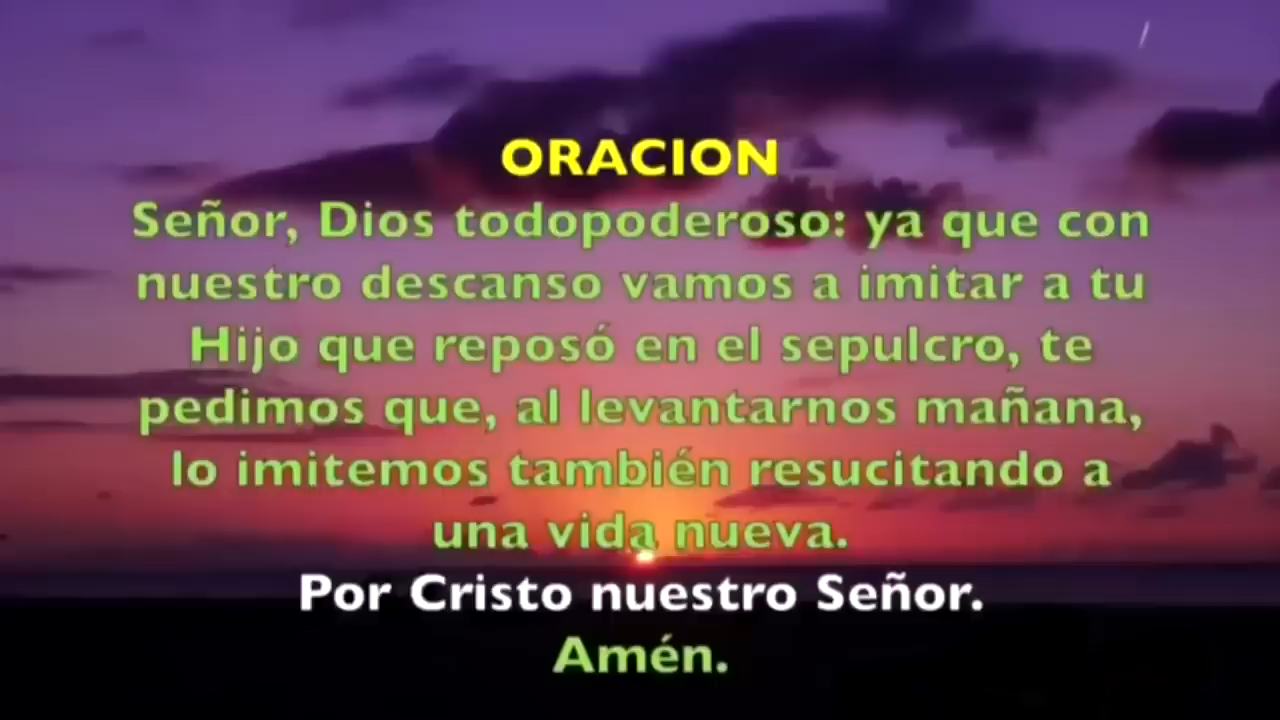 ORACION
Señor, Dios todopoderoso: ya que con
nuestro descanso vamos a imitar a tu
Hijo que reposó en el sepulcro, te
pedimos que, al levantarnos mañana,
lo imitemos también resucitando a
una vida nueva.
Por Cristo nuestro Señor.
Amén.